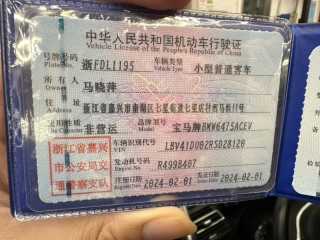 中华人民共和国机动车行驶证
Vehicle License of the People's Republic of China
号牌号码 浙FDL1195 车辆类型 小型普通客车
Plate No. Vehicle Type
所有人 马晓萍
Owner
住址 浙江省嘉兴市南湖区七星街道七星佐
Address
使用性质 非营运 品牌型号 宝马牌BMW6475ACEV
Use Character Model
浙江省嘉兴 车辆识别代号 LBV41DU02RSD28120
VIN
市公安局交 发动机号码 R4998407
Engine No.
通警察支队 注册日期 2024-02-01 发证日期 2024-02-01
Register Date Issue Date